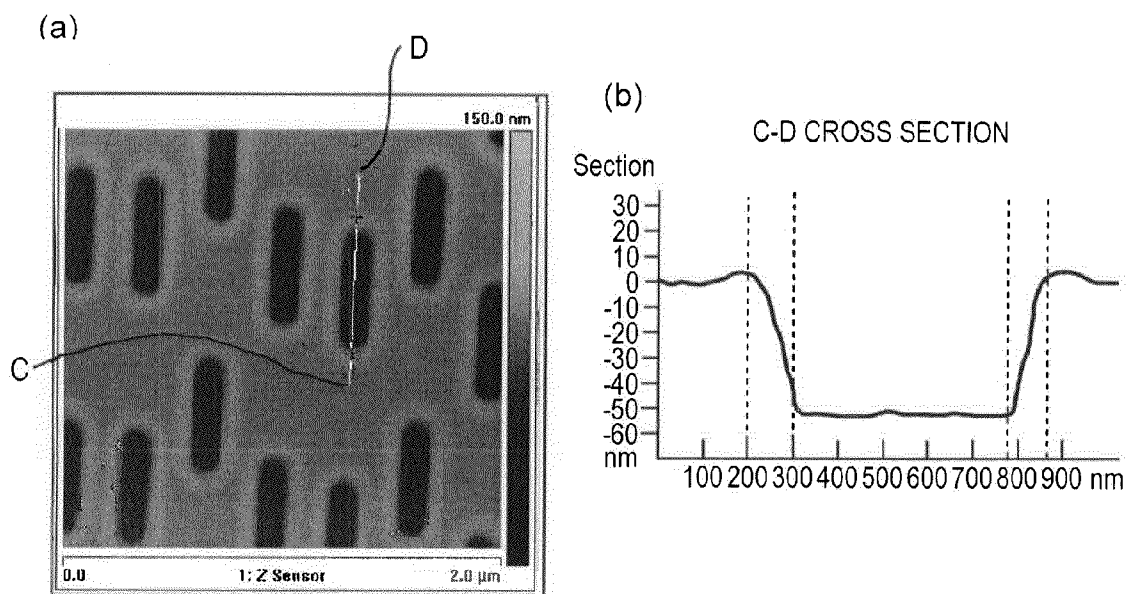 (a)
D
150.0 nm
C
0.0 1: Z Sensor 2.0 µm
(b)
C-D CROSS SECTION
Section
30
20
10
0
-10
-20
-30
-40
-50
-60
nm
100 200 300 400 500 600 700 800 900 nm